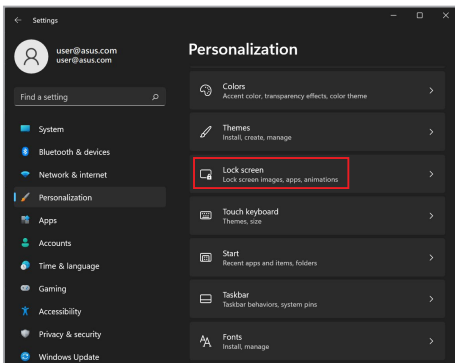 Settings
user@asus.com
user@asus.com
Find a setting
System
Bluetooth & devices
Network & internet
Personalization
Apps
Accounts
Time & language
Gaming
Accessibility
Privacy & security
Windows Update
Personalization
Colors
Accent color, transparency effects, color theme
Themes
Install, create, manage
Lock screen
Lock screen images, apps, animations
Touch keyboard
Themes, size
Start
Recent apps and items, folders
Taskbar
Taskbar behaviors, system pins
Fonts
Install, manage